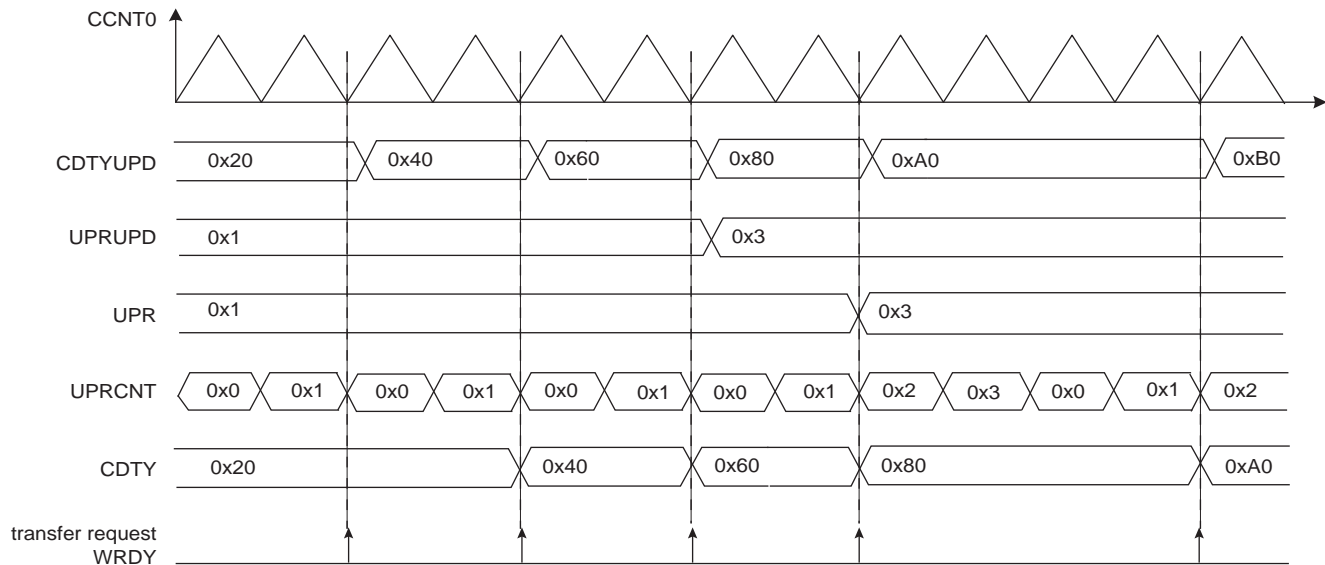 CCNT0
CDTYUPD 0x20 0x40 0x60 0x80 0xA0 0xB0
UPRUPD 0x1 0x3
UPR 0x1 0x3
UPRCNT 0x0 0x1 0x0 0x1 0x0 0x1 0x0 0x1 0x2 0x3 0x0 0x1 0x2
CDTY 0x20 0x40 0x60 0x80 0xA0
transfer request
WRDY